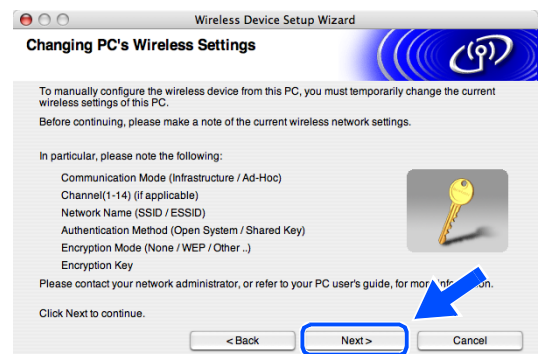 Wireless Device Setup Wizard
Changing PC's Wireless Settings
To manually configure the wireless device from this PC, you must temporarily change the current
wireless settings of this PC.
Before continuing, please make a note of the current wireless network settings.
In particular, please note the following:
Communication Mode (Infrastructure / Ad-Hoc)
Channel(1-14) (if applicable)
Network Name (SSID / ESSID)
Authentication Method (Open System / Shared Key)
Encryption Mode (None / WEP / Other ..)
Encryption Key
Please contact your network administrator, or refer to your PC user's guide, for more
Click Next to continue.
< Back
Next >
Cancel